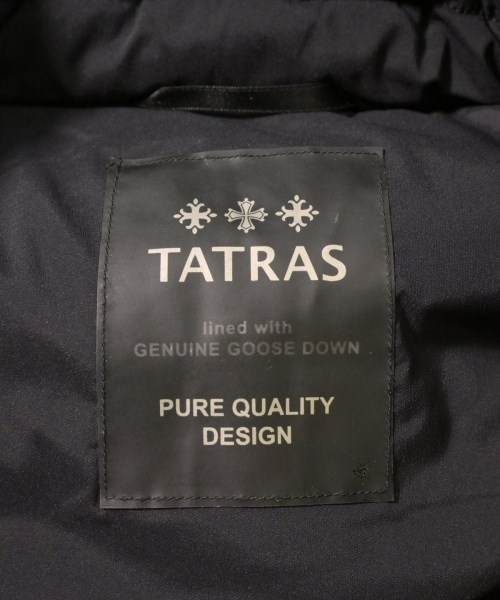 TATRAS
lined with
GENUINE GOOSE DOWN
PURE QUALITY
DESIGN